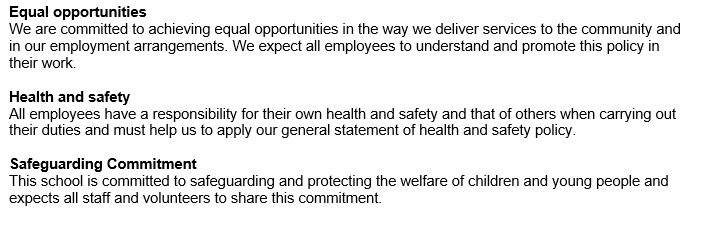 Equal opportunities
We are committed to achieving equal opportunities in the way we deliver services to the community and
in our employment arrangements. We expect all employees to understand and promote this policy in
their work.
Health and safety
All employees have a responsibility for their own health and safety and that of others when carrying out
their duties and must help us to apply our general statement of health and safety policy.
Safeguarding Commitment
This school is committed to safeguarding and protecting the welfare of children and young people and
expects all staff and volunteers to share this commitment.